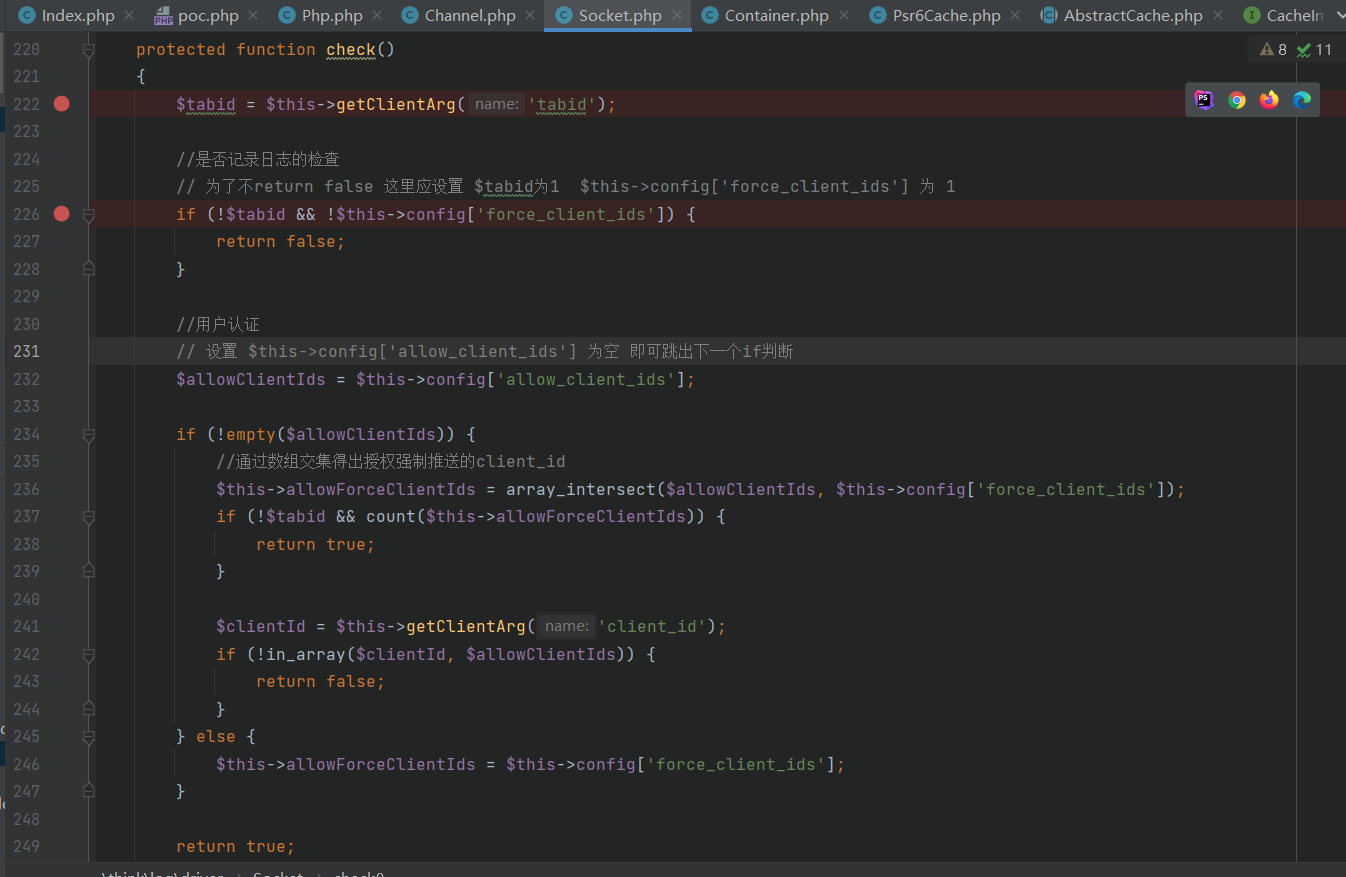 Index.php poc.php Php.php Channel.php Socket.php Container.php Psr6Cache.php AbstractCache.php CacheIn
220 protected function check() 8 11
221 {
222 $tabid = $this->getClientArg( name: 'tabid');
223
224 //是否记录日志的检查
225 // 为了不return false 这里应设置 $tabid为1  $this->config['force_client_ids'] 为 1
226 if (!$tabid && !$this->config['force_client_ids']) {
227 return false;
228 }
229
230 //用户认证
231 // 设置 $this->config['allow_client_ids'] 为空 即可跳出下一个if判断
232 $allowClientIds = $this->config['allow_client_ids'];
233
234 if (!empty($allowClientIds)) {
235 //通过数组交集得出授权强制推送的client_id
236 $this->allowForceClientIds = array_intersect($allowClientIds, $this->config['force_client_ids']);
237 if (!$tabid && count($this->allowForceClientIds)) {
238 return true;
239 }
240
241 $clientId = $this->getClientArg( name: 'client_id');
242 if (!in_array($clientId, $allowClientIds)) {
243 return false;
244 }
245 } else {
246 $this->allowForceClientIds = $this->config['force_client_ids'];
247 }
248
249 return true;
\think\log\driver › Socket › check()